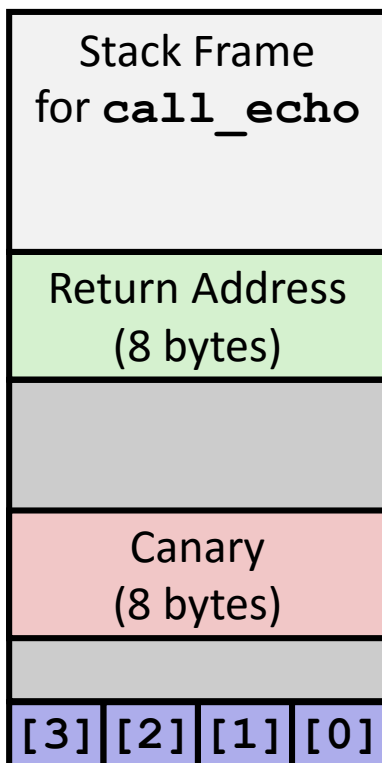 Stack Frame
for call_echo
Return Address
(8 bytes)
Canary
(8 bytes)
[3] [2] [1] [0]